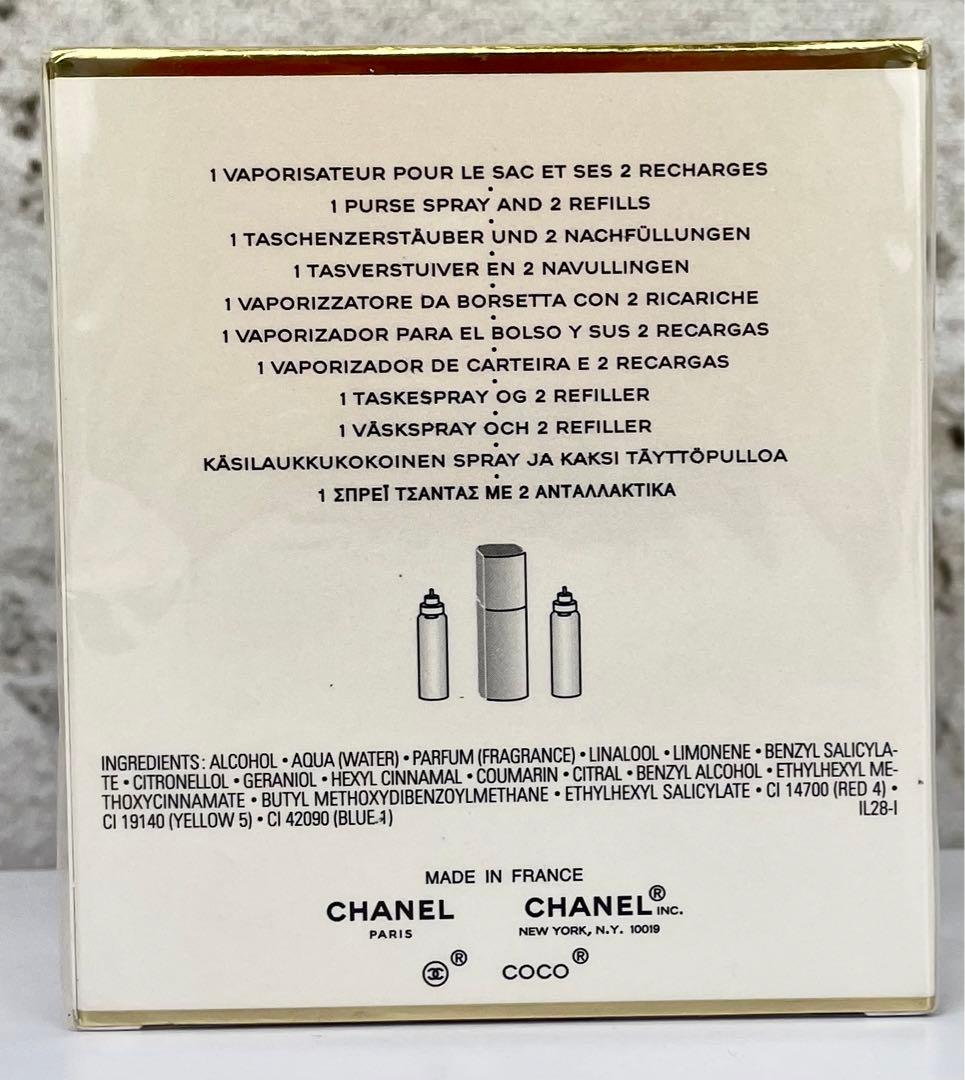 1 VAPORISATEUR POUR LE SAC ET SES 2 RECHARGES
•
1 PURSE SPRAY AND 2 REFILLS
•
1 TASCHENZERSTÄUBER UND 2 NACHFÜLLUNGEN
•
1 TASVERSTUIVER EN 2 NAVULLINGEN
•
1 VAPORIZZATORE DA BORSETTA CON 2 RICARICHE
•
1 VAPORIZADOR PARA EL BOLSO Y SUS 2 RECARGAS
•
1 VAPORIZADOR DE CARTEIRA E 2 RECARGAS
•
1 TASKESPRAY OG 2 REFILLER
•
1 VÄSKSPRAY OCH 2 REFILLER
•
KÄSILAUKKUKOKOINEN SPRAY JA KAKSI TÄYTTÖPULLOA
•
1 ΣΠΡΕΪ ΤΣΑΝΤΑΣ ΜΕ 2 ΑΝΤΑΛΛΑΚΤΙΚΑ
INGREDIENTS: ALCOHOL • AQUA (WATER) • PARFUM (FRAGRANCE) • LINALOOL • LIMONENE • BENZYL SALICYLA-
TE • CITRONELLOL • GERANIOL • HEXYL CINNAMAL • COUMARIN • CITRAL • BENZYL ALCOHOL • ETHYLHEXYL ME-
THOXYCINNAMATE • BUTYL METHOXYDIBENZOYLMETHANE • ETHYLHEXYL SALICYLATE • CI 14700 (RED 4) •
CI 19140 (YELLOW 5) • CI 42090 (BLUE 1) IL28-I
MADE IN FRANCE
CHANEL CHANEL® INC.
PARIS NEW YORK, N.Y. 10019
® COCO®